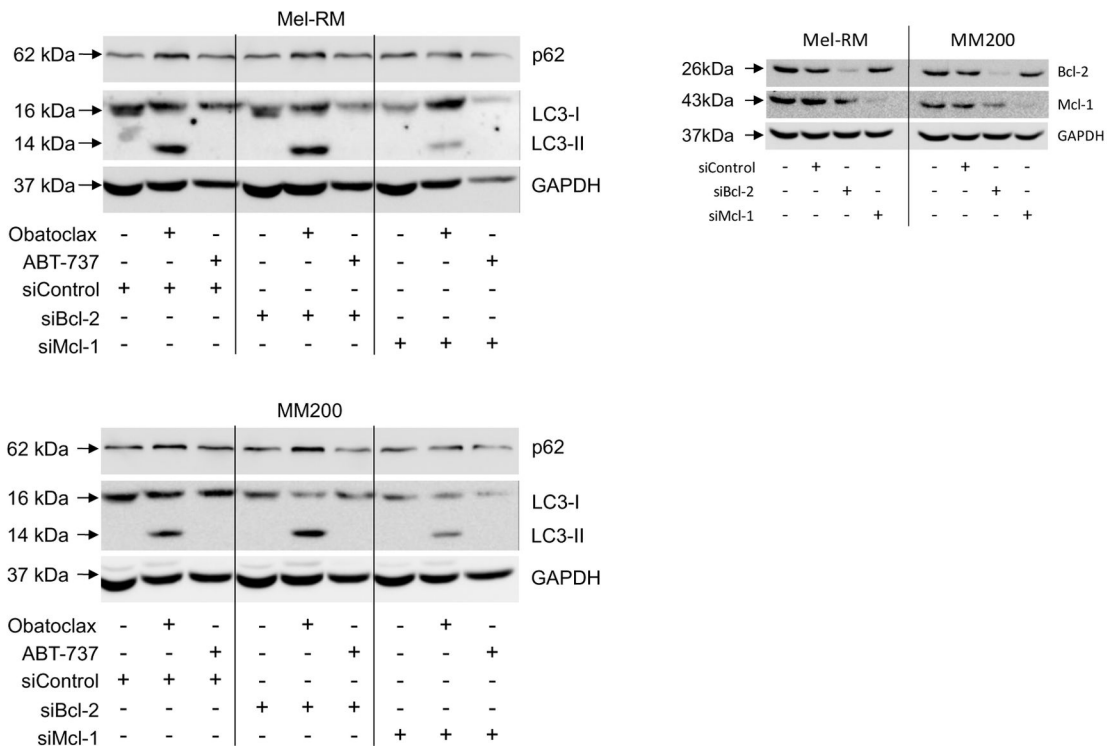 Mel-RM
62 kDa p62
16 kDa LC3-I
14 kDa LC3-II
37 kDa GAPDH
Obatoclax - + - - + - - + -
ABT-737 - - + - - + - - +
siControl + + + - - - - - -
siBcl-2 - - - + + + - - -
siMcl-1 - - - - - - + + +
Mel-RM MM200
26kDa Bcl-2
43kDa Mcl-1
37kDa GAPDH
siControl - + - - - + - -
siBcl-2 - - + - - - + -
siMcl-1 - - - + - - - +
MM200
62 kDa p62
16 kDa LC3-I
14 kDa LC3-II
37 kDa GAPDH
Obatoclax - + - - + - - + -
ABT-737 - - + - - + - - +
siControl + + + - - - - - -
siBcl-2 - - - + + + - - -
siMcl-1 - - - - - - + + +